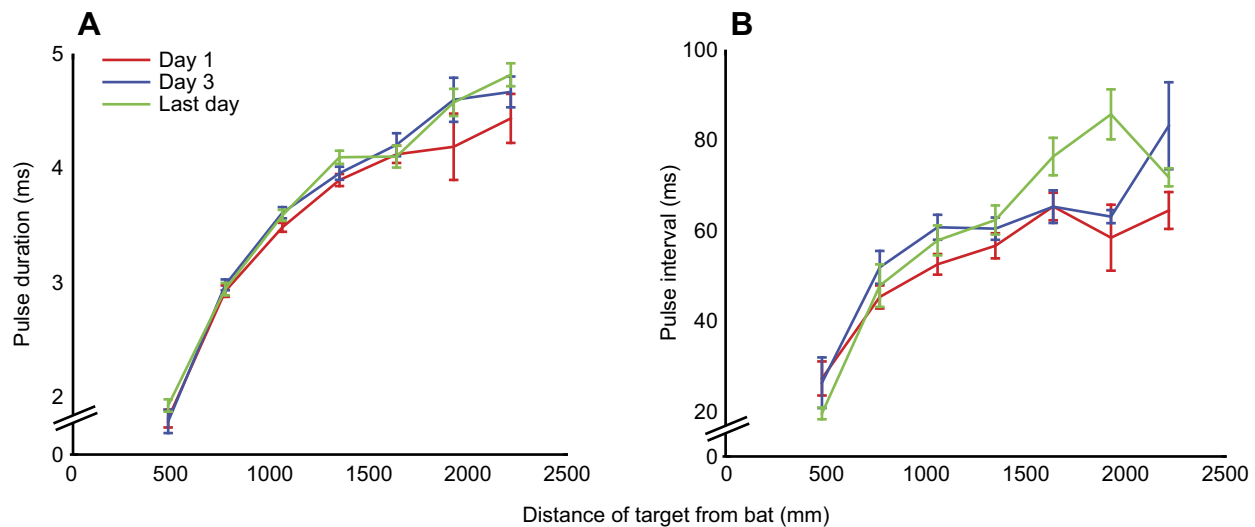 A
B
Day 1
Day 3
Last day
Pulse duration (ms)
5
4
3
2
0
0
500
1000
1500
2000
2500
Pulse interval (ms)
100
80
60
40
20
0
0
500
1000
1500
2000
2500
Distance of target from bat (mm)